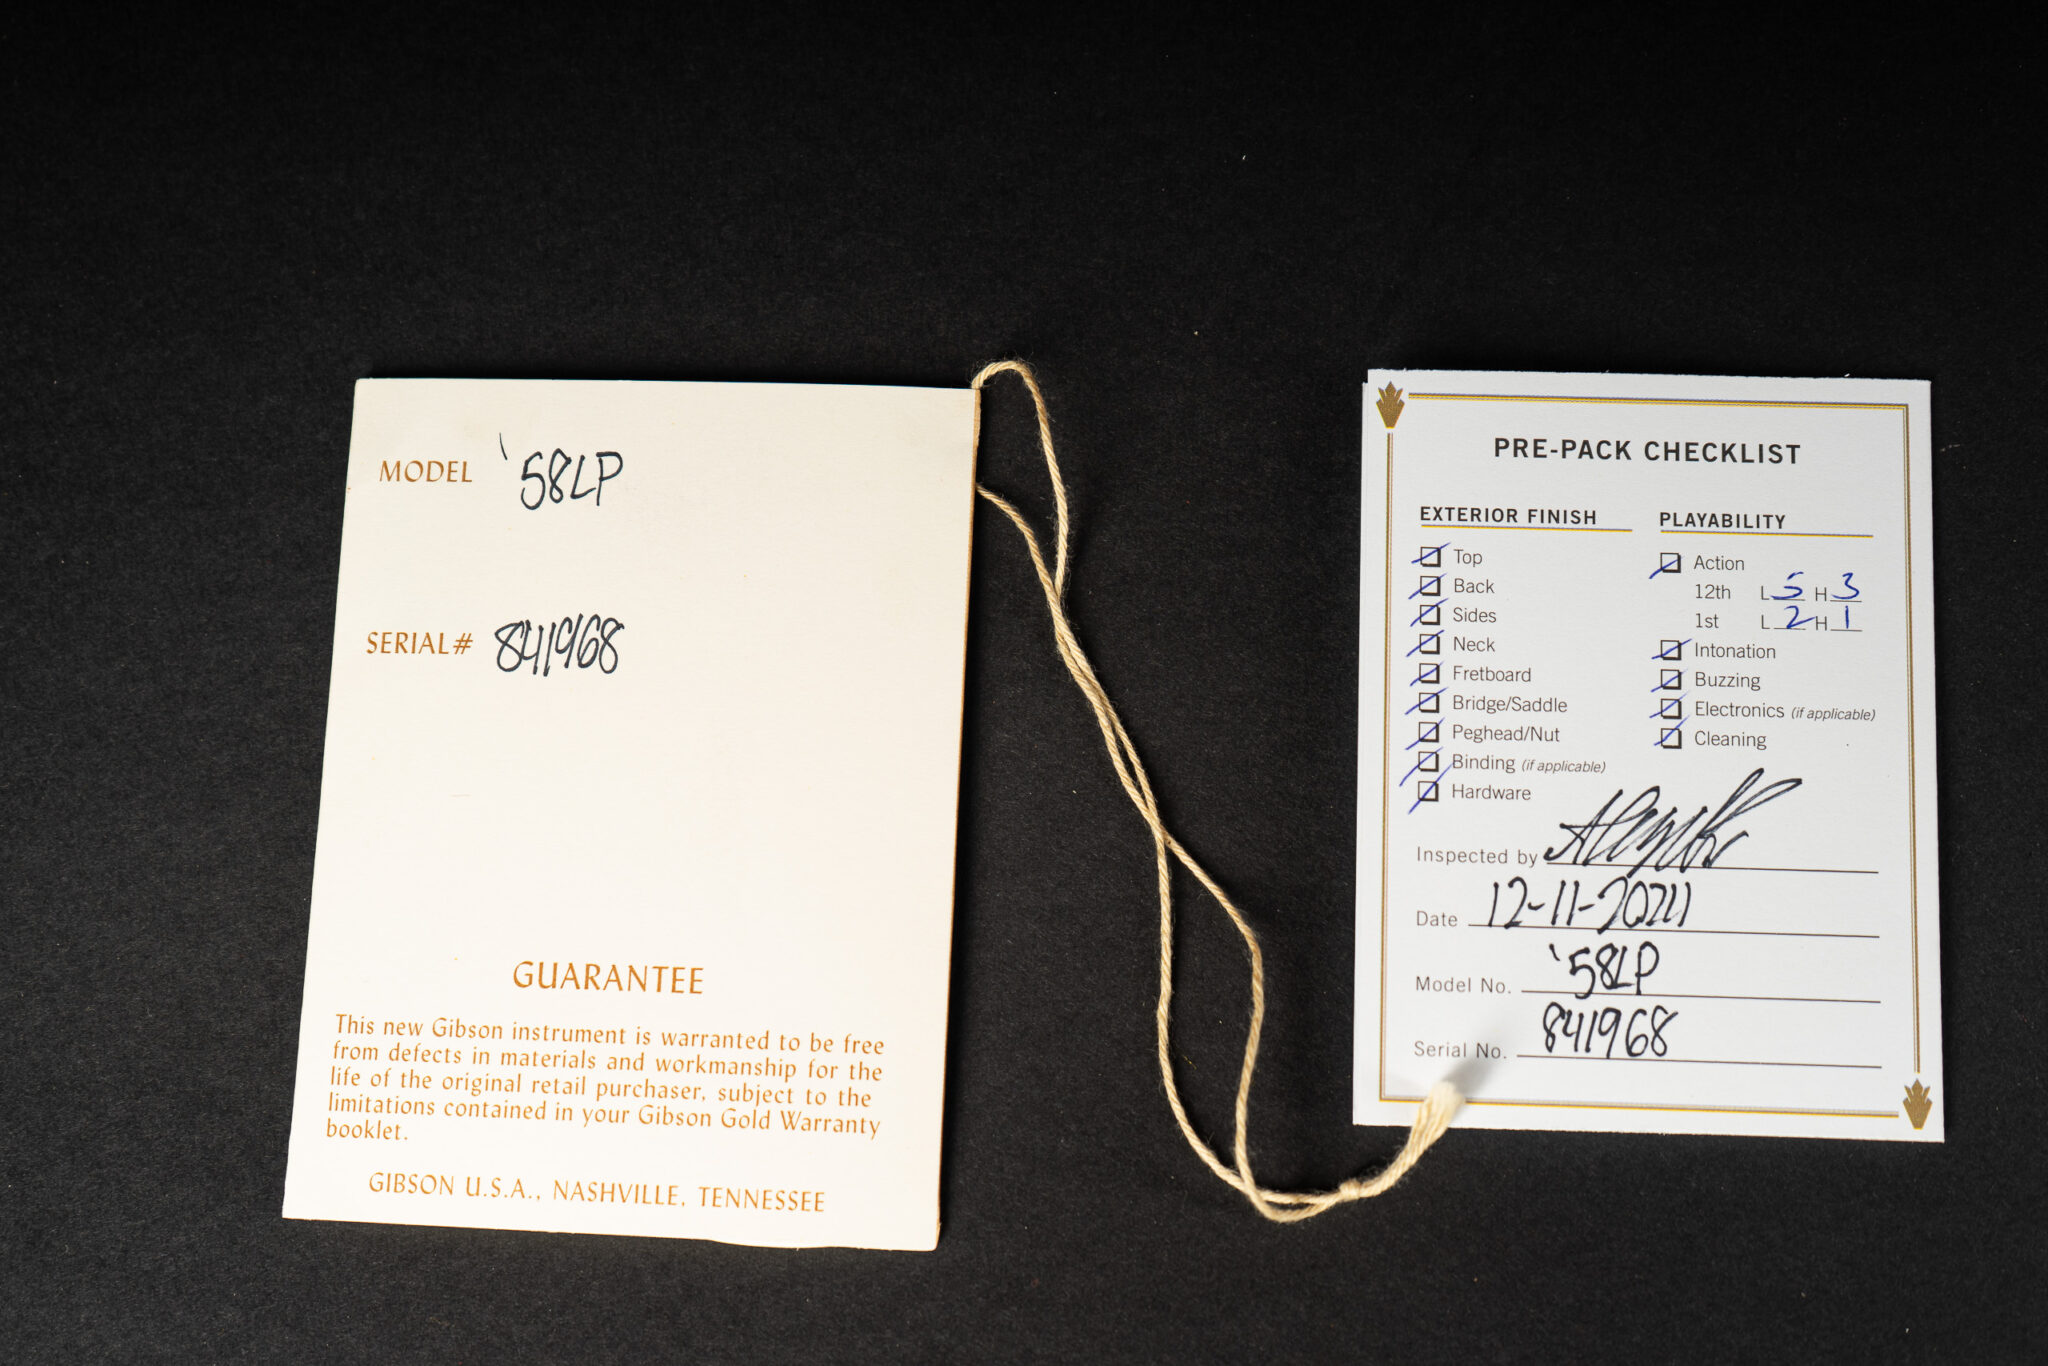 MODEL '58LP
SERIAL# 841968
GUARANTEE
This new Gibson instrument is warranted to be free
from defects in materials and workmanship for the
life of the original retail purchaser, subject to the
limitations contained in your Gibson Gold Warranty
booklet.
GIBSON U.S.A., NASHVILLE, TENNESSEE
PRE-PACK CHECKLIST
EXTERIOR FINISH
Top
Back
Sides
Neck
Fretboard
Bridge/Saddle
Peghead/Nut
Binding (if applicable)
Hardware
PLAYABILITY
Action
12th L 5 H 3
1st L 2 H 1
Intonation
Buzzing
Electronics (if applicable)
Cleaning
Inspected by
Date 12-11-2024
Model No. '58LP
Serial No. 841968